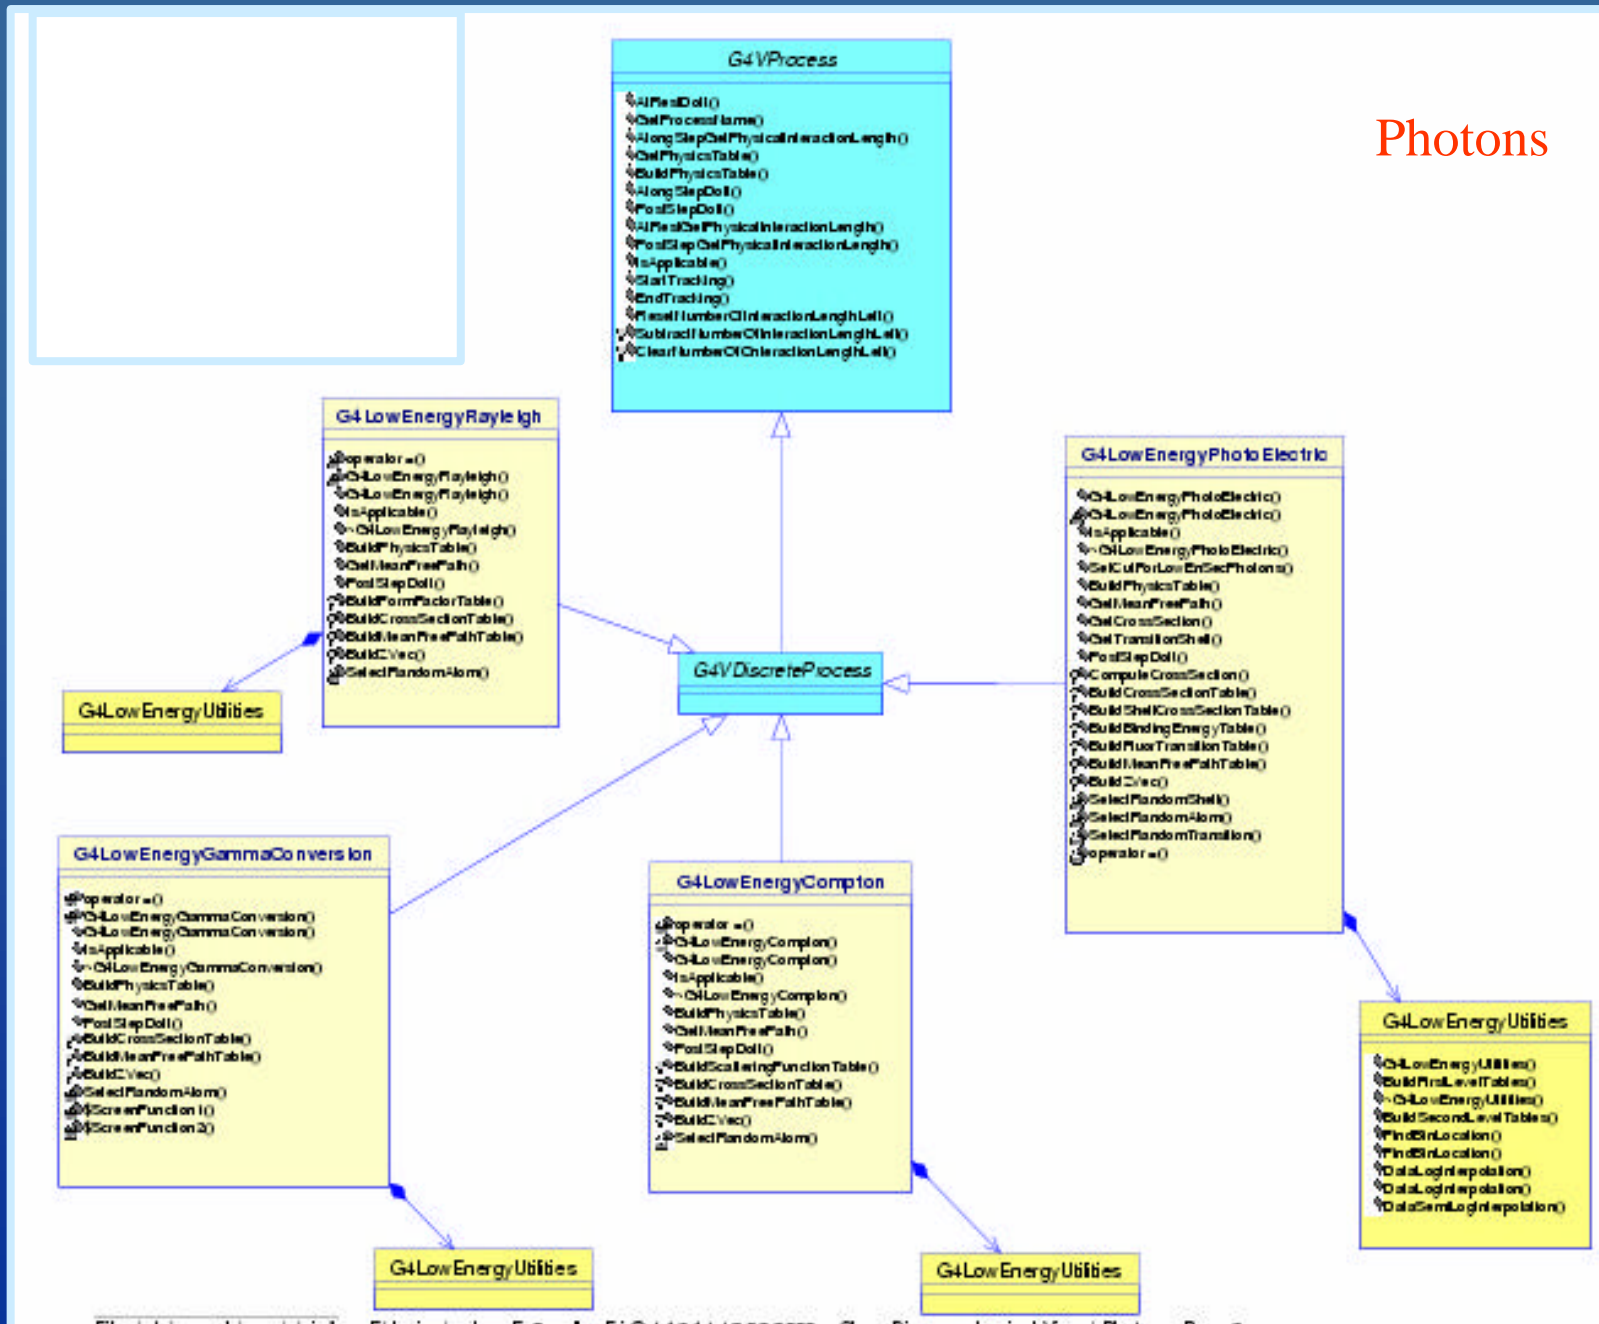 G4VProcess
AtRestDoIt()
GetProcessName()
AlongStepGetPhysicalInteractionLength()
GetPhysicsTable()
BuildPhysicsTable()
AlongStepDoIt()
PostStepDoIt()
AtRestGetPhysicalInteractionLength()
PostStepGetPhysicalInteractionLength()
IsApplicable()
StartTracking()
EndTracking()
ResetNumberOfInteractionLengthLeft()
SubtractNumberOfInteractionLengthLeft()
ClearNumberOfOnteractionLengthLeft()
Photons
G4LowEnergyRayleigh
operator =()
G4LowEnergyRayleigh()
G4LowEnergyRayleigh()
IsApplicable()
~G4LowEnergyRayleigh()
BuildPhysicsTable()
GetMeanFreePath()
PostStepDoIt()
BuildFormFactorTable()
BuildCrossSectionTable()
BuildMeanFreePathTable()
BuildZVec()
SelectRandomAtom()
G4LowEnergyPhotoElectric
G4LowEnergyPhotoElectric()
G4LowEnergyPhotoElectric()
IsApplicable()
~G4LowEnergyPhotoElectric()
SetCutForLowEnSecPhotons()
BuildPhysicsTable()
GetMeanFreePath()
GetCrossSection()
GetTransitionShell()
PostStepDoIt()
ComputeCrossSection()
BuildCrossSectionTable()
BuildShellCrossSectionTable()
BuildBindingEnergyTable()
BuildFluorTransitionTable()
BuildMeanFreePathTable()
BuildZVec()
SelectRandomShell()
SelectRandomAtom()
SelectRandomTransition()
operator =()
G4VDiscreteProcess
G4LowEnergyUtilities
G4LowEnergyGammaConversion
operator =()
G4LowEnergyGammaConversion()
G4LowEnergyGammaConversion()
IsApplicable()
~G4LowEnergyGammaConversion()
BuildPhysicsTable()
GetMeanFreePath()
PostStepDoIt()
BuildCrossSectionTable()
BuildMeanFreePathTable()
BuildZVec()
SelectRandomAtom()
$ScreenFunction1()
$ScreenFunction2()
G4LowEnergyCompton
operator =()
G4LowEnergyCompton()
G4LowEnergyCompton()
IsApplicable()
~G4LowEnergyCompton()
BuildPhysicsTable()
GetMeanFreePath()
PostStepDoIt()
BuildScatteringFunctionTable()
BuildCrossSectionTable()
BuildMeanFreePathTable()
BuildZVec()
SelectRandomAtom()
G4LowEnergyUtilities
G4LowEnergyUtilities()
BuildFirstLevelTables()
~G4LowEnergyUtilities()
BuildSecondLevelTables()
FindBinLocation()
FindBinLocation()
DataLogInterpolation()
DataLogInterpolation()
DataSemiLogInterpolation()
G4LowEnergyUtilities
G4LowEnergyUtilities